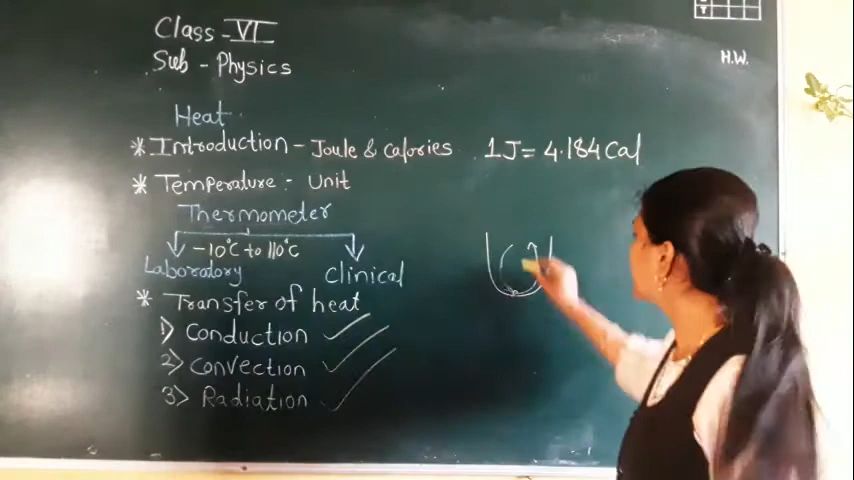 Class - VI
Sub - Physics
H.W.
Heat
* Introduction - Joule & calories 1J = 4.184 Cal
* Temperature :- Unit
Thermometer
-10°C to 110°C
Laboratory Clinical
* Transfer of heat
1> Conduction
2> Convection
3> Radiation